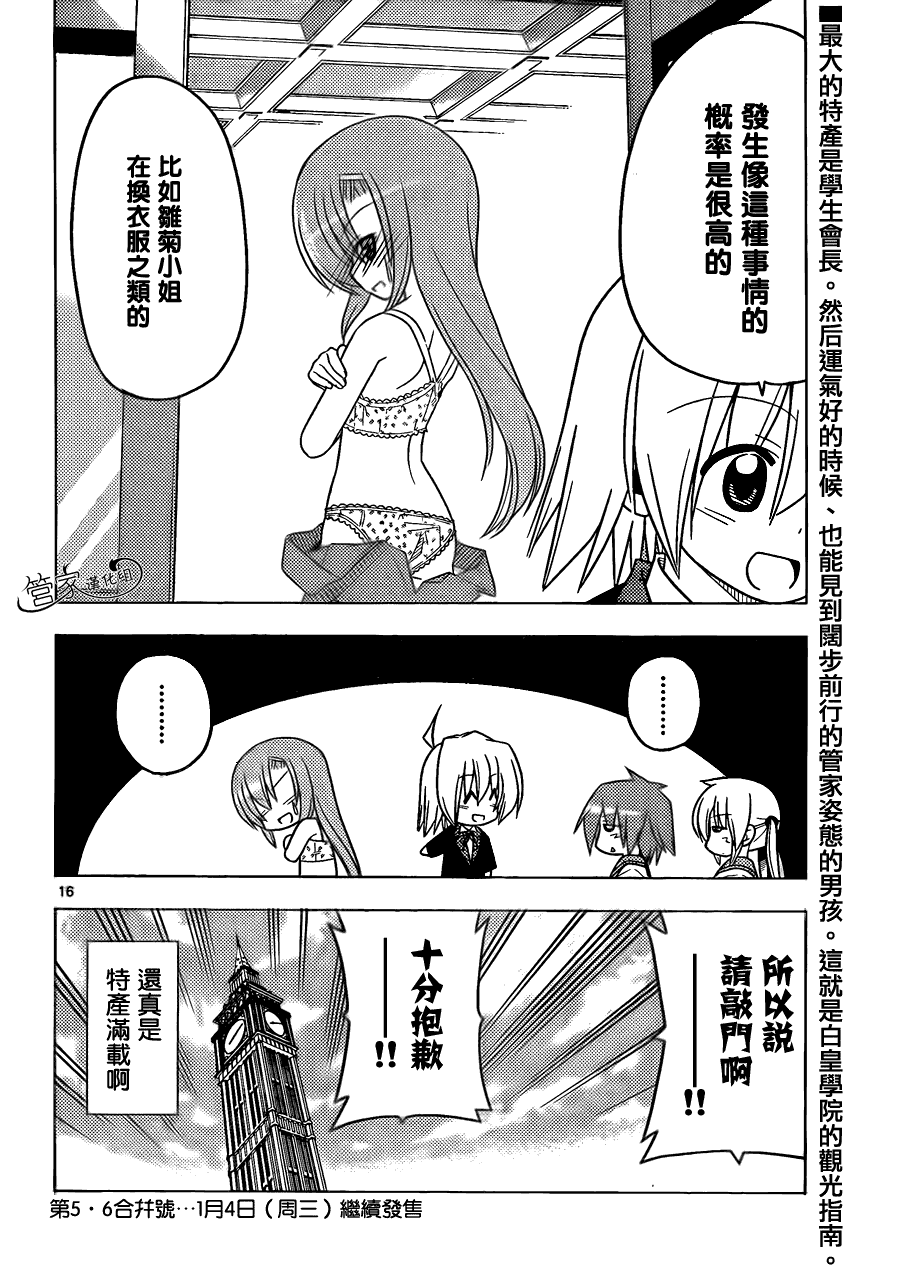 ■最大的特產是學生會長。然后運氣好的時候、也能見到闊步前行的管家姿態的男孩。這就是白皇學院的觀光指南。
發生像這種事情的
概率是很高的
比如雛菊小姐
在換衣服之類的
管家漢化組
………
………
16
所以說
請敲門啊
——!!
十分抱歉
——!!
還真是
特產滿載啊
第5·6合幷號…1月4日(周三)繼續發售